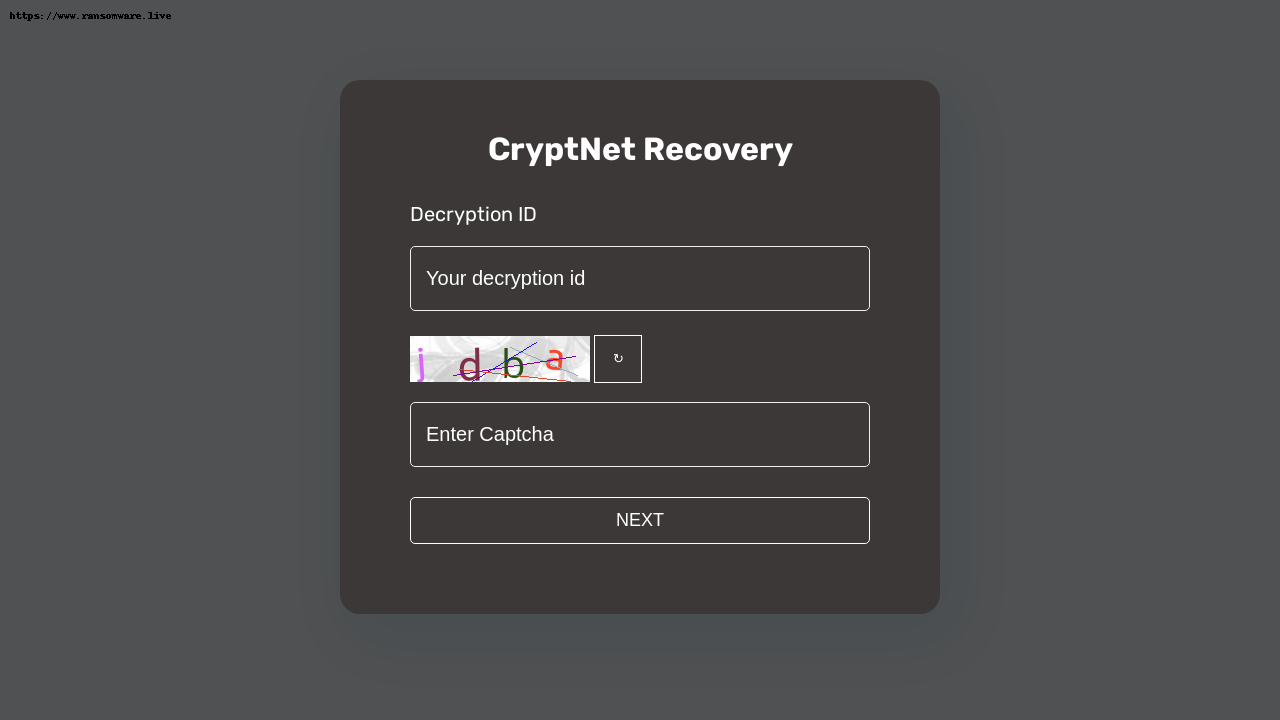 https://www.ransomware.live
CryptNet Recovery
Decryption ID
Your decryption id
j d b a
↻
Enter Captcha
NEXT